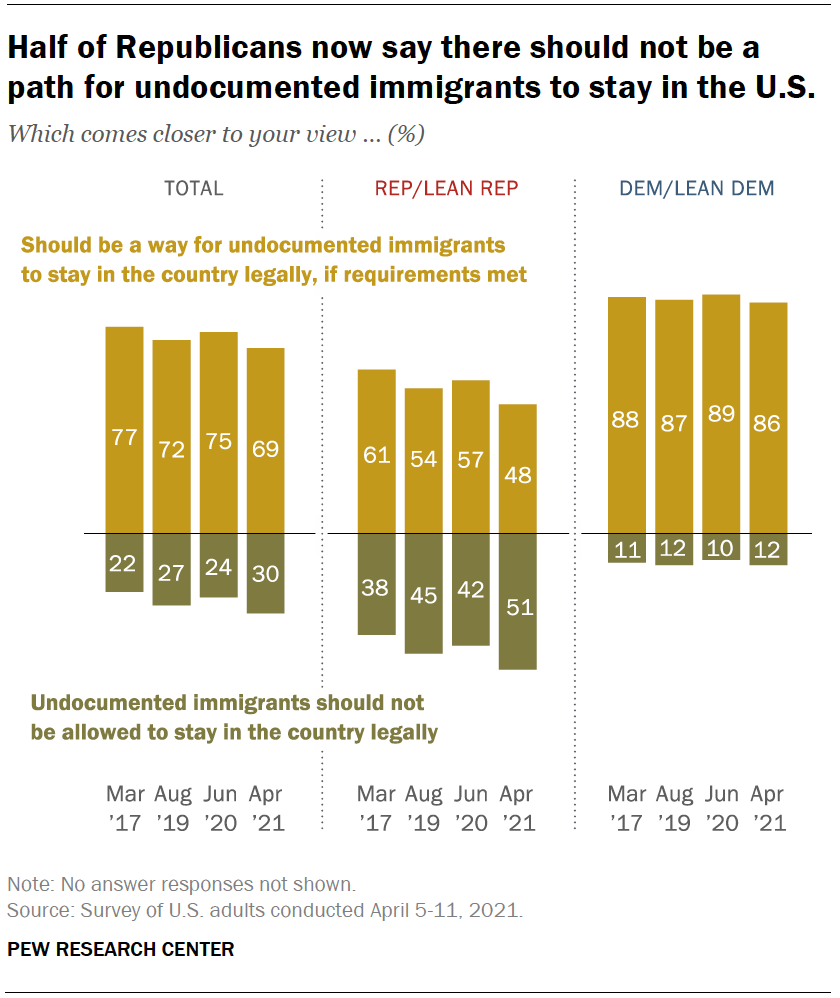 Half of Republicans now say there should not be a
path for undocumented immigrants to stay in the U.S.
Which comes closer to your view ... (%)
TOTAL
REP/LEAN REP
DEM/LEAN DEM
Should be a way for undocumented immigrants
to stay in the country legally, if requirements met
77 72 75 69
61 54 57 48
88 87 89 86
22 27 24 30
38 45 42 51
11 12 10 12
Undocumented immigrants should not
be allowed to stay in the country legally
Mar Aug Jun Apr
’17 ’19 ’20 ’21
Mar Aug Jun Apr
’17 ’19 ’20 ’21
Mar Aug Jun Apr
’17 ’19 ’20 ’21
Note: No answer responses not shown.
Source: Survey of U.S. adults conducted April 5-11, 2021.
PEW RESEARCH CENTER